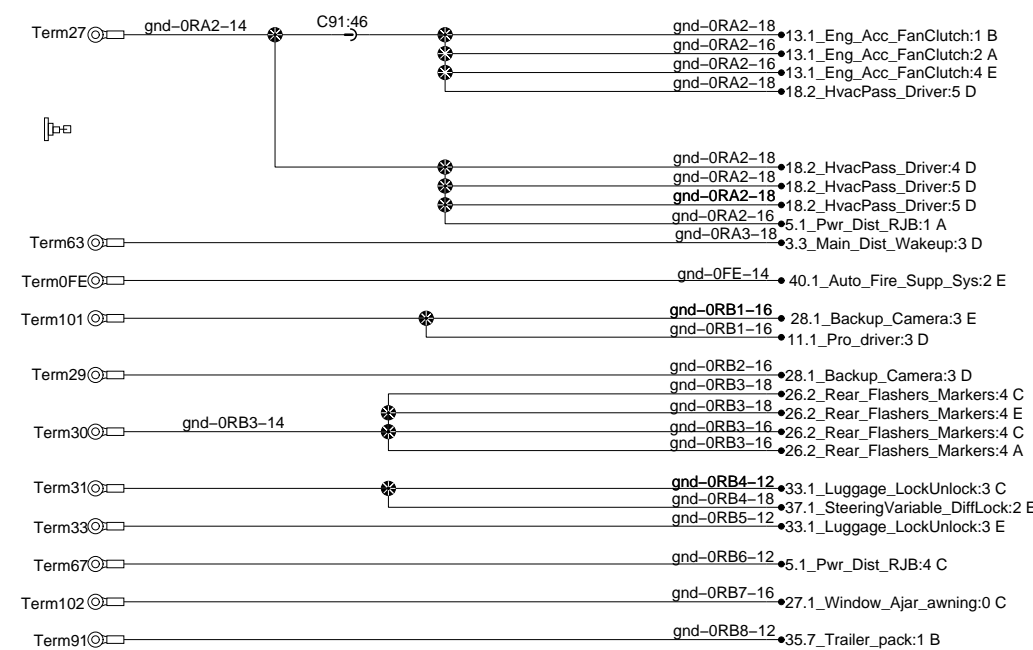 Term27 gnd–0RA2–14 C91:46 gnd–0RA2–18 13.1_Eng_Acc_FanClutch:1 B
gnd–0RA2–16 13.1_Eng_Acc_FanClutch:2 A
gnd–0RA2–16 13.1_Eng_Acc_FanClutch:4 E
gnd–0RA2–18 18.2_HvacPass_Driver:5 D
gnd–0RA2–18 18.2_HvacPass_Driver:4 D
gnd–0RA2–18 18.2_HvacPass_Driver:5 D
gnd–0RA2–18 18.2_HvacPass_Driver:5 D
gnd–0RA2–16 5.1_Pwr_Dist_RJB:1 A
Term63 gnd–0RA3–18 3.3_Main_Dist_Wakeup:3 D
Term0FE gnd–0FE–14 40.1_Auto_Fire_Supp_Sys:2 E
Term101 gnd–0RB1–16 28.1_Backup_Camera:3 E
gnd–0RB1–16 11.1_Pro_driver:3 D
Term29 gnd–0RB2–16 28.1_Backup_Camera:3 D
gnd–0RB3–18 26.2_Rear_Flashers_Markers:4 C
gnd–0RB3–18 26.2_Rear_Flashers_Markers:4 E
Term30 gnd–0RB3–14 gnd–0RB3–16 26.2_Rear_Flashers_Markers:4 C
gnd–0RB3–16 26.2_Rear_Flashers_Markers:4 A
Term31 gnd–0RB4–12 33.1_Luggage_LockUnlock:3 C
gnd–0RB4–18 37.1_SteeringVariable_DiffLock:2 E
Term33 gnd–0RB5–12 33.1_Luggage_LockUnlock:3 E
Term67 gnd–0RB6–12 5.1_Pwr_Dist_RJB:4 C
Term102 gnd–0RB7–16 27.1_Window_Ajar_awning:0 C
Term91 gnd–0RB8–12 35.7_Trailer_pack:1 B